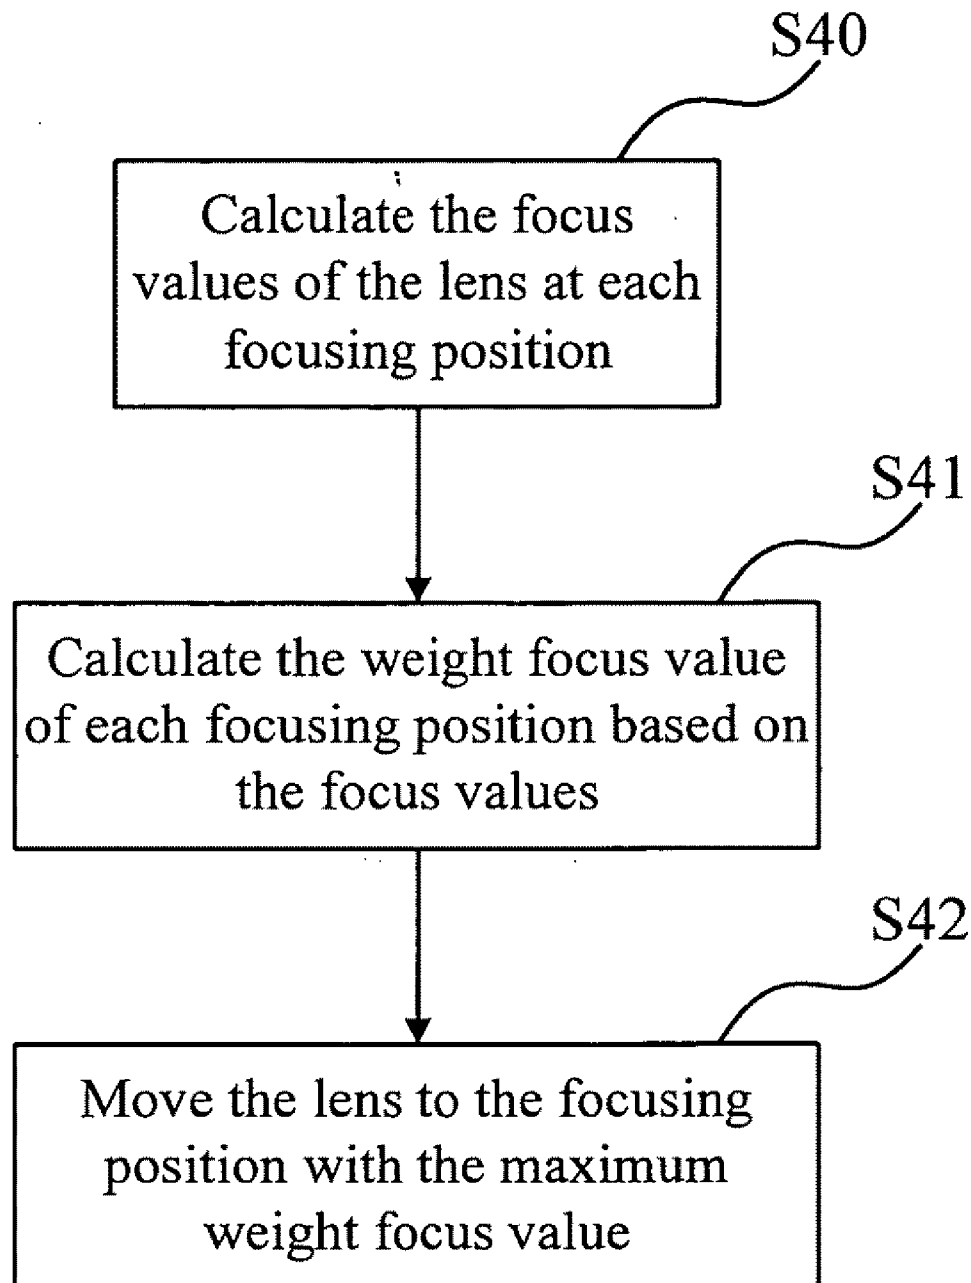 S40
Calculate the focus
values of the lens at each
focusing position
S41
Calculate the weight focus value
of each focusing position based on
the focus values
S42
Move the lens to the focusing
position with the maximum
weight focus value